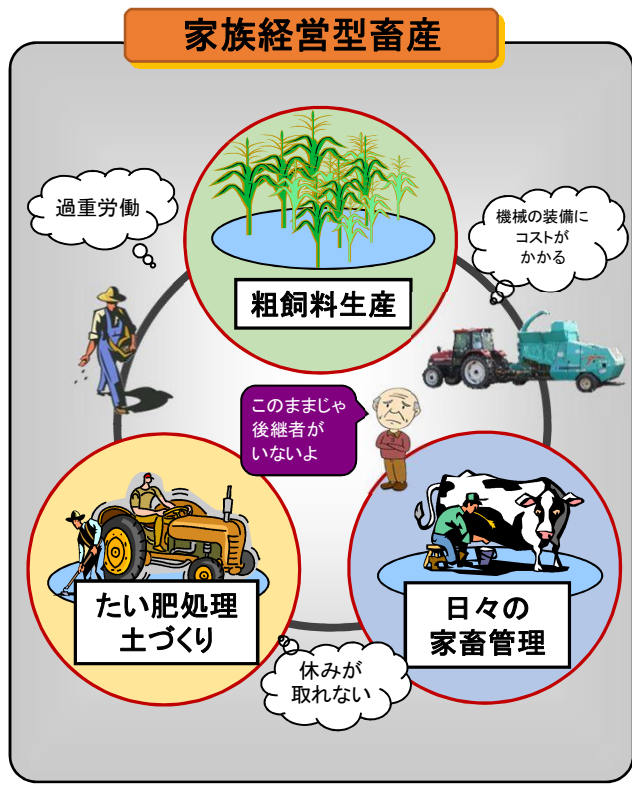 家族経営型畜産
過重労働
機械の装備に
コストが
かかる
粗飼料生産
このままじゃ
後継者が
いないよ
たい肥処理
土づくり
日々の
家畜管理
休みが
取れない